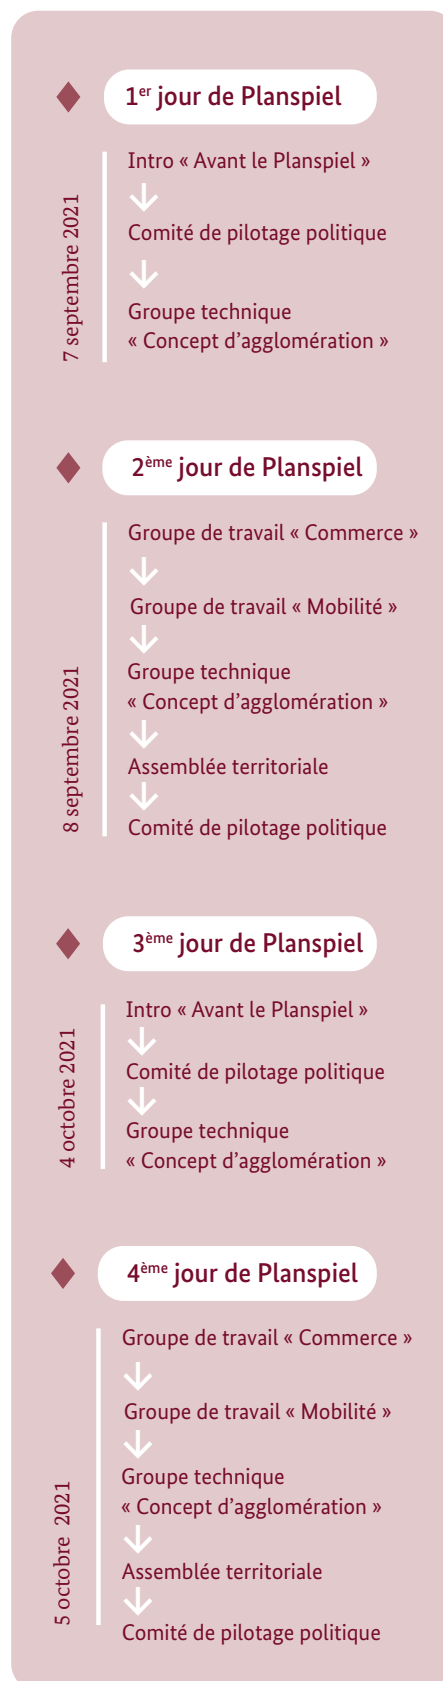 1er jour de Planspiel
7 septembre 2021
Intro « Avant le Planspiel »
Comité de pilotage politique
Groupe technique
« Concept d’agglomération »
2ème jour de Planspiel
8 septembre 2021
Groupe de travail « Commerce »
Groupe de travail « Mobilité »
Groupe technique
« Concept d’agglomération »
Assemblée territoriale
Comité de pilotage politique
3ème jour de Planspiel
4 octobre 2021
Intro « Avant le Planspiel »
Comité de pilotage politique
Groupe technique
« Concept d’agglomération »
4ème jour de Planspiel
5 octobre 2021
Groupe de travail « Commerce »
Groupe de travail « Mobilité »
Groupe technique
« Concept d’agglomération »
Assemblée territoriale
Comité de pilotage politique